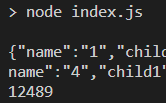 > node index.js
{"name":"1","child
name":"4","child1"
12489